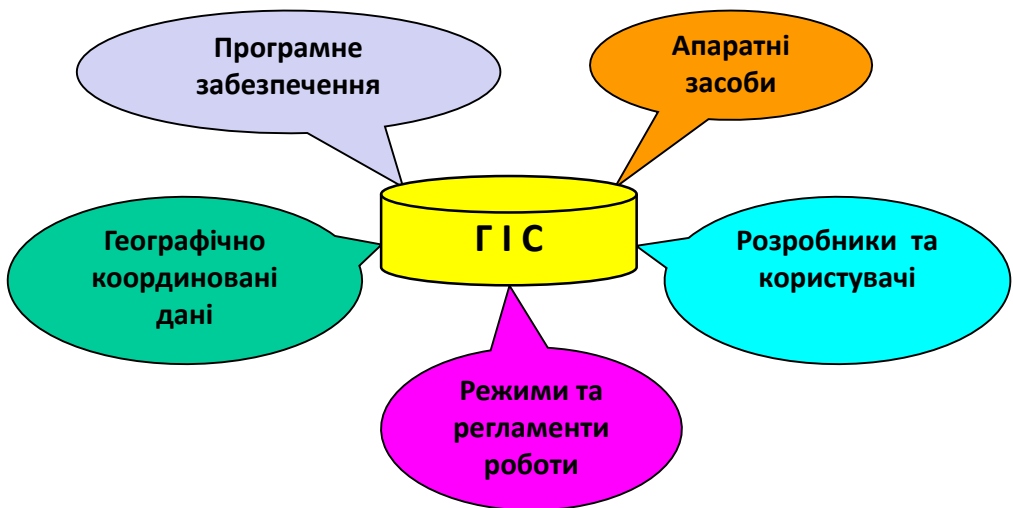 Програмне
забезпечення
Апаратні
засоби
Г І С
Географічно
координовані
дані
Розробники  та
користувачі
Режими та
регламенти
роботи